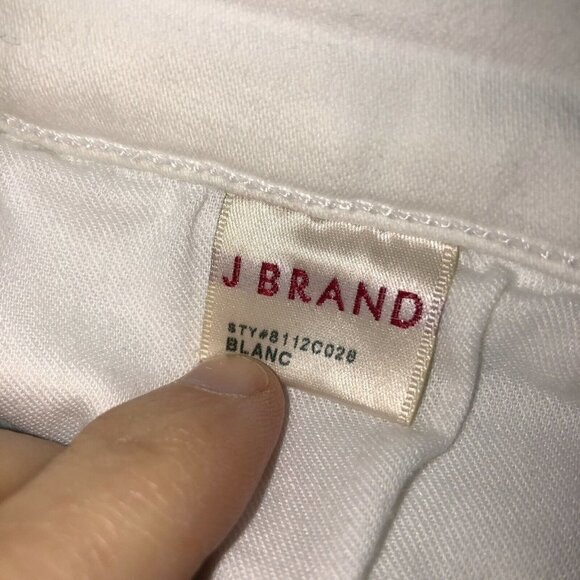 J BRAND
STY#8112C028
BLANC